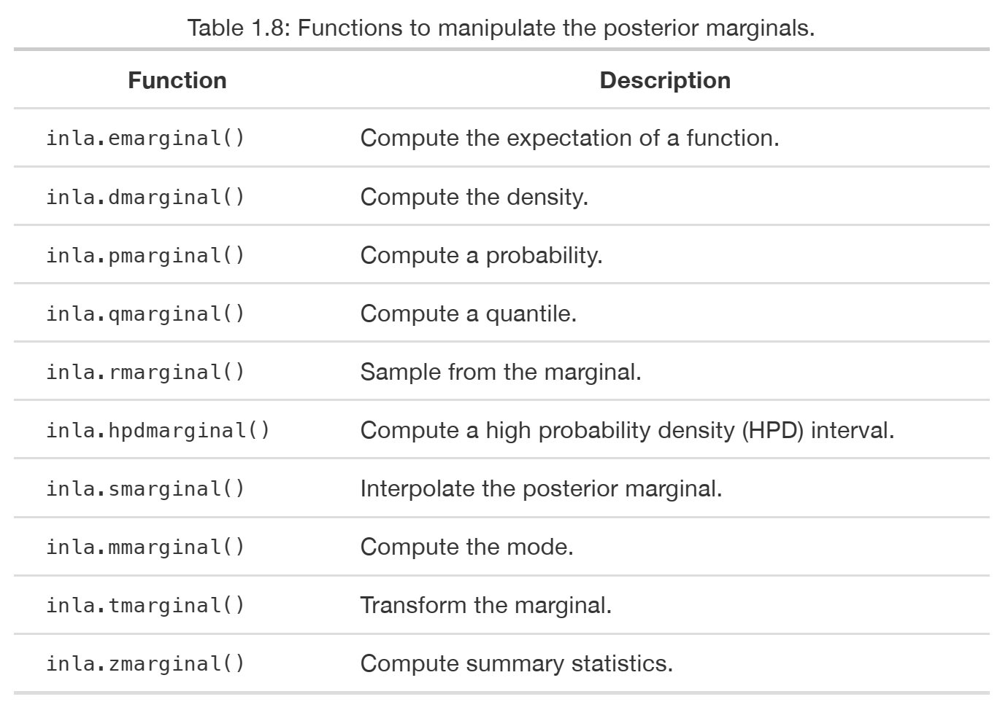 Table 1.8: Functions to manipulate the posterior marginals.
Function Description
inla.emarginal() Compute the expectation of a function.
inla.dmarginal() Compute the density.
inla.pmarginal() Compute a probability.
inla.qmarginal() Compute a quantile.
inla.rmarginal() Sample from the marginal.
inla.hpdmarginal() Compute a high probability density (HPD) interval.
inla.smarginal() Interpolate the posterior marginal.
inla.mmarginal() Compute the mode.
inla.tmarginal() Transform the marginal.
inla.zmarginal() Compute summary statistics.